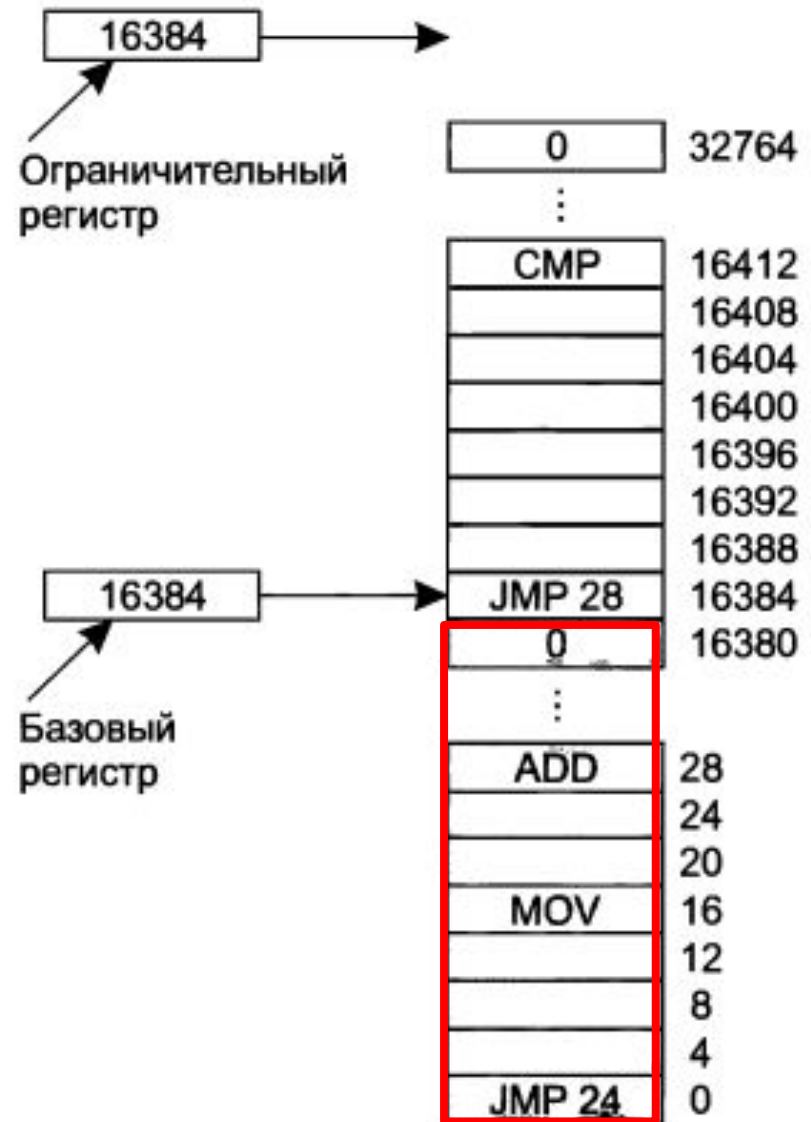 16384
Ограничительный
регистр
0 32764
CMP 16412
16408
16404
16400
16396
16392
16388
16384 JMP 28 16384
0 16380
Базовый
регистр
ADD 28
24
20
MOV 16
12
8
4
JMP 24 0